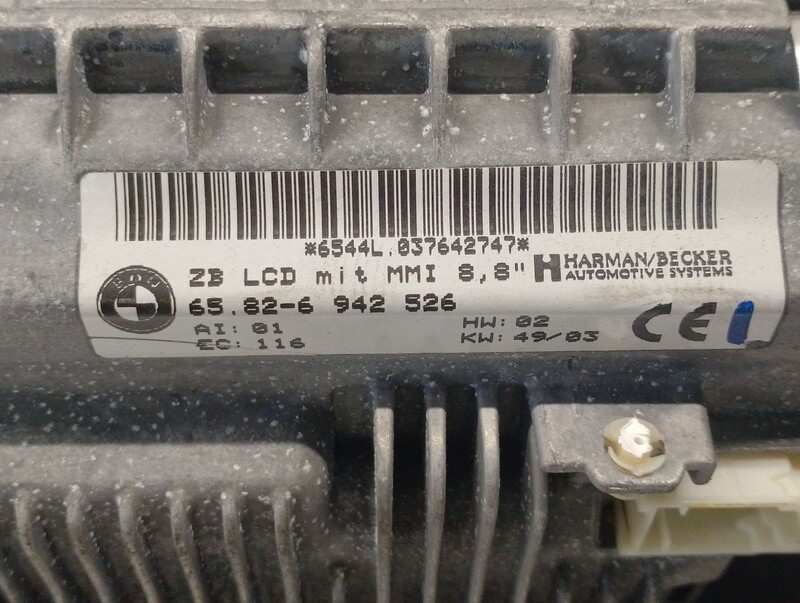 *6544L.037642747*
ZB LCD mit MMI 8,8"
HARMAN/BECKER
AUTOMOTIVE SYSTEMS
65.82-6 942 526
AI: 01
HW: 02
EC: 116
KW: 49/03
CE